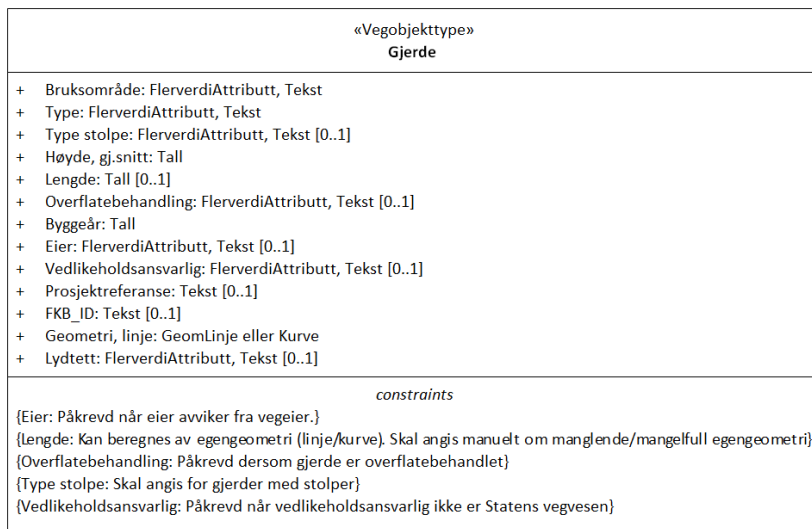 «Vegobjekttype»
Gjerde
+ Bruksområde: FlerverdiAttributt, Tekst
+ Type: FlerverdiAttributt, Tekst
+ Type stolpe: FlerverdiAttributt, Tekst [0..1]
+ Høyde, gj.snitt: Tall
+ Lengde: Tall [0..1]
+ Overflatebehandling: FlerverdiAttributt, Tekst [0..1]
+ Byggeår: Tall
+ Eier: FlerverdiAttributt, Tekst [0..1]
+ Vedlikeholdsansvarlig: FlerverdiAttributt, Tekst [0..1]
+ Prosjektreferanse: Tekst [0..1]
+ FKB_ID: Tekst [0..1]
+ Geometri, linje: GeomLinje eller Kurve
+ Lydtett: FlerverdiAttributt, Tekst [0..1]
constraints
{Eier: Påkrevd når eier avviker fra vegeier.}
{Lengde: Kan beregnes av egengeometri (linje/kurve). Skal angis manuelt om manglende/mangelfull egengeometri}
{Overflatebehandling: Påkrevd dersom gjerde er overflatebehandlet}
{Type stolpe: Skal angis for gjerder med stolper}
{Vedlikeholdsansvarlig: Påkrevd når vedlikeholdsansvarlig ikke er Statens vegvesen}